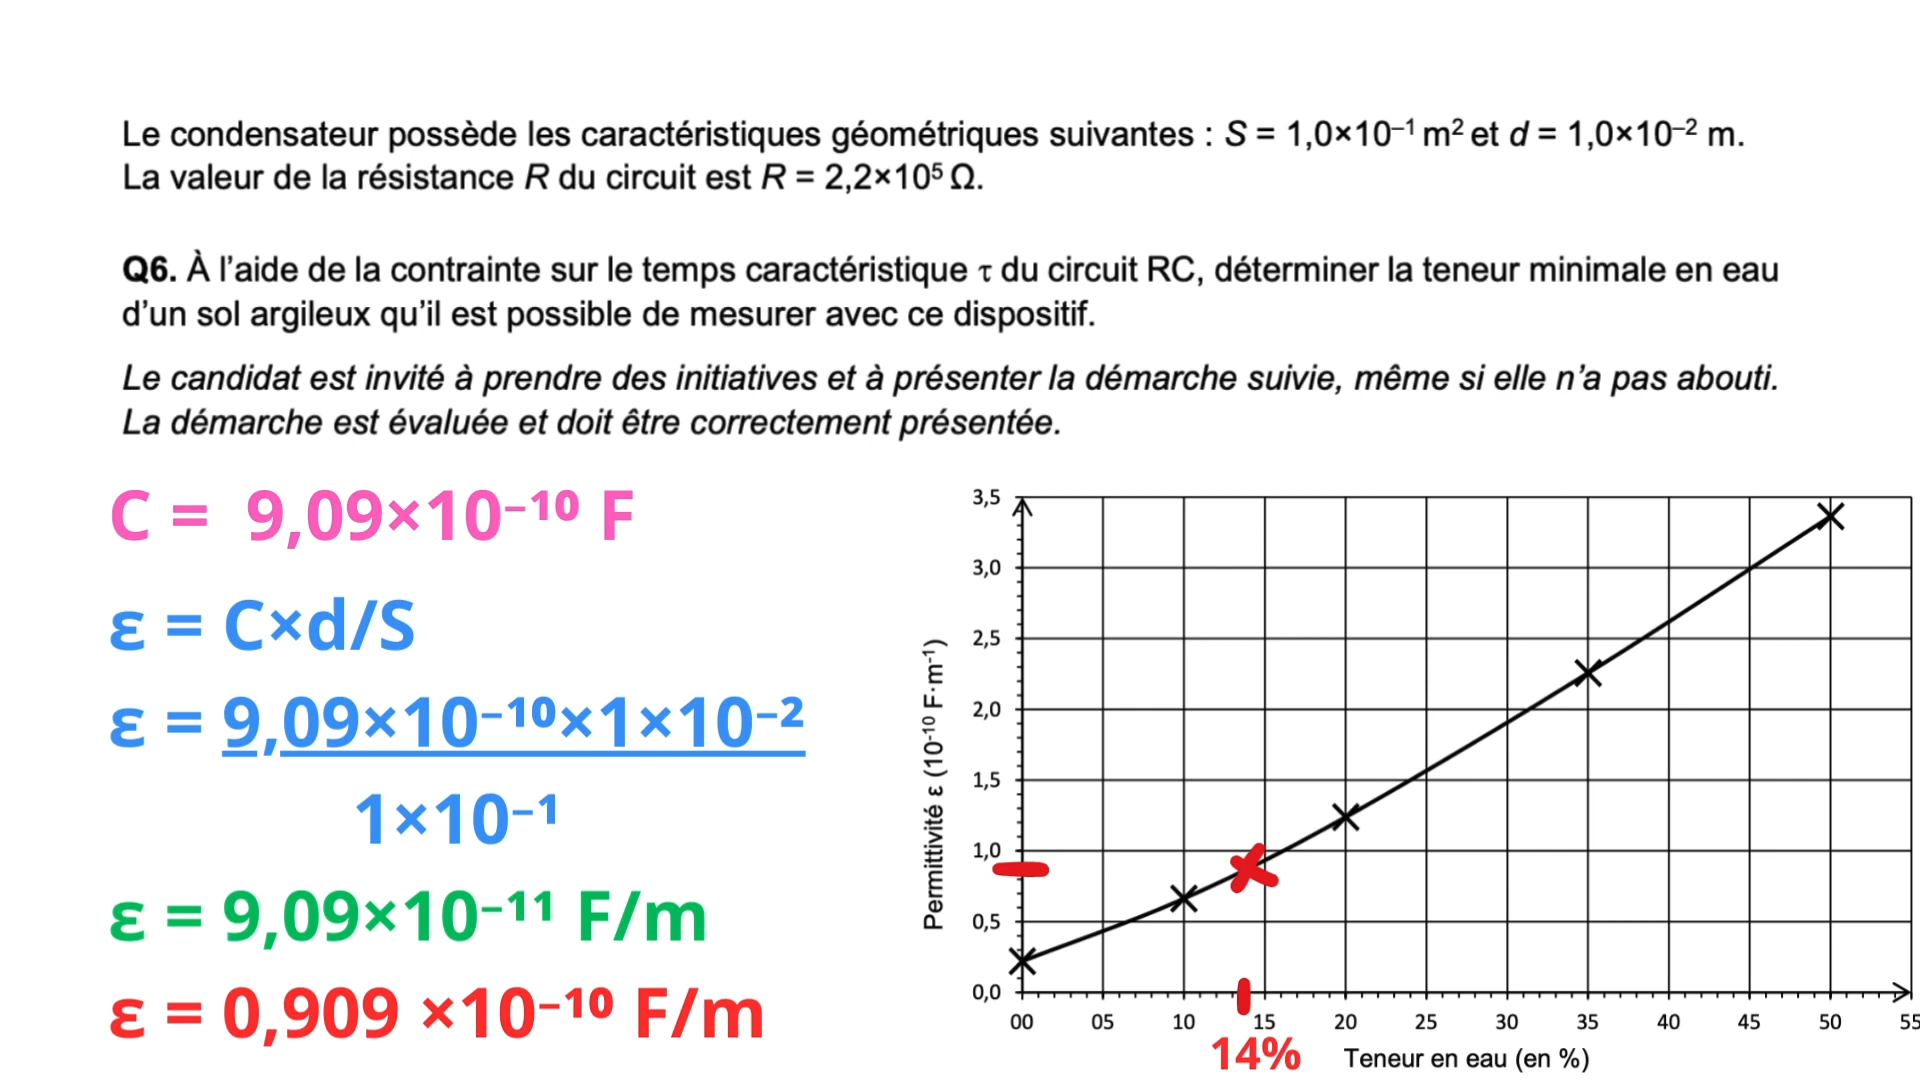 Le condensateur possède les caractéristiques géométriques suivantes : S = 1,0×10⁻¹ m² et d = 1,0×10⁻² m.
La valeur de la résistance R du circuit est R = 2,2×10⁵ Ω.
Q6. À l’aide de la contrainte sur le temps caractéristique τ du circuit RC, déterminer la teneur minimale en eau
d’un sol argileux qu’il est possible de mesurer avec ce dispositif.
Le candidat est invité à prendre des initiatives et à présenter la démarche suivie, même si elle n’a pas abouti.
La démarche est évaluée et doit être correctement présentée.
C = 9,09×10⁻¹⁰ F
ε = C×d/S
ε = 9,09×10⁻¹⁰×1×10⁻²
1×10⁻¹
ε = 9,09×10⁻¹¹ F/m
ε = 0,909 ×10⁻¹⁰ F/m
Permittivité ε (10⁻¹⁰ F·m⁻¹)
3,5
3,0
2,5
2,0
1,5
1,0
0,5
0,0
00 05 10 15 20 25 30 35 40 45 50 55
14%
Teneur en eau (en %)